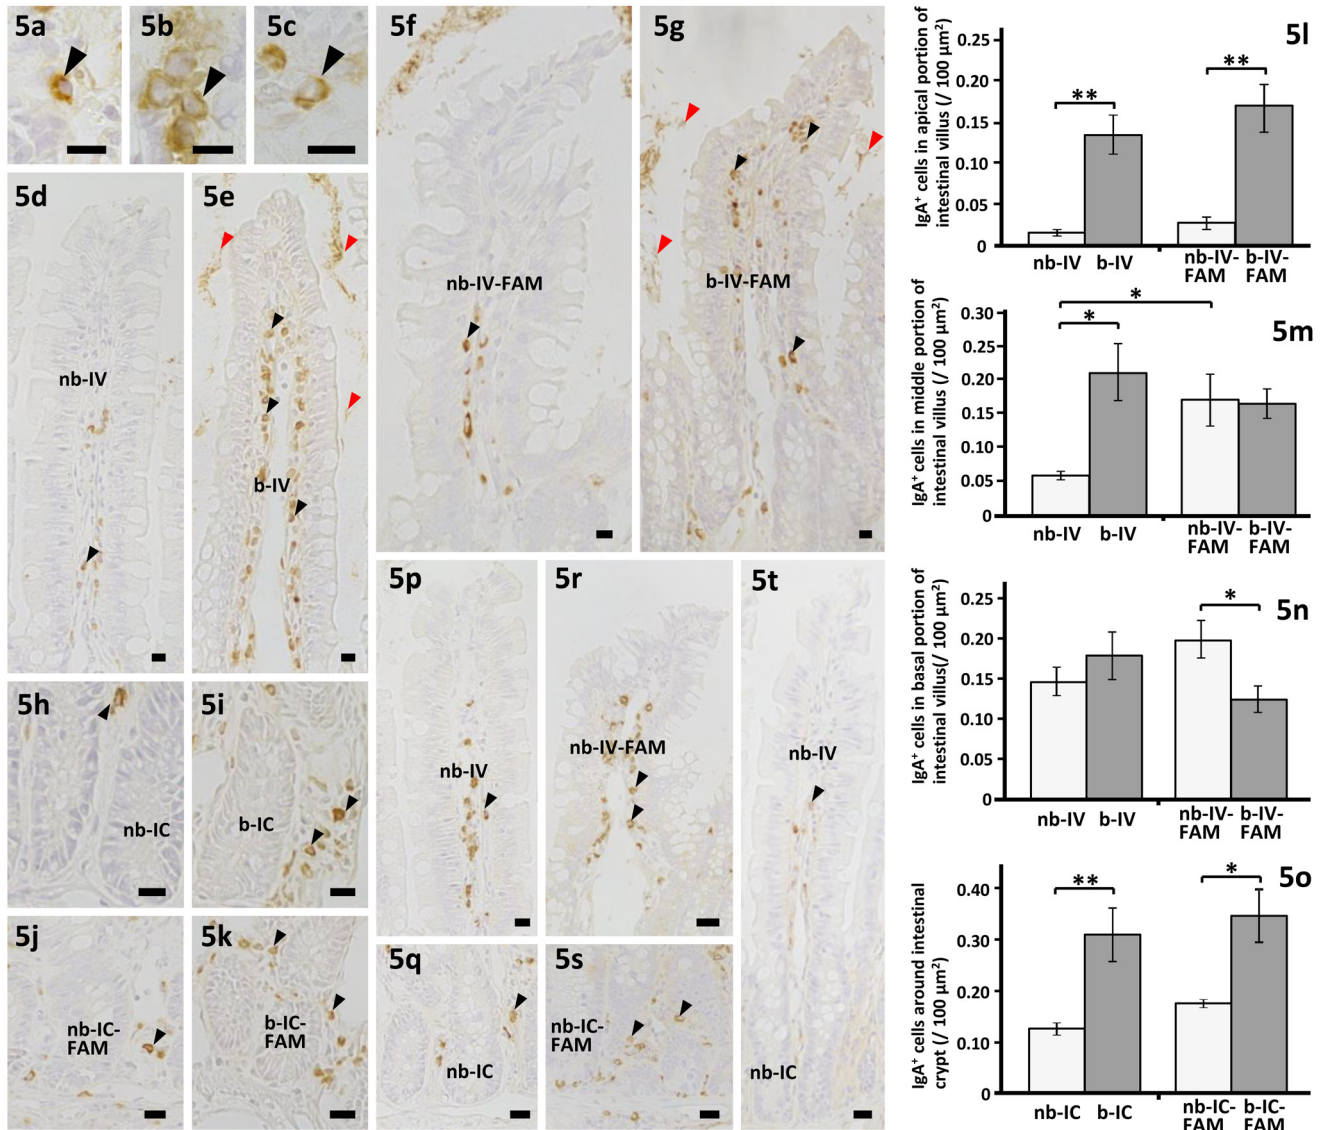 5a
5b
5c
5f
5g
5d
5e
nb-IV
b-IV
nb-IV-FAM
b-IV-FAM
5h
nb-IC
5i
b-IC
5j
nb-IC-
FAM
5k
b-IC-
FAM
5p
nb-IV
5r
nb-IV-FAM
5t
nb-IV
nb-IC
5q
nb-IC
5s
nb-IC-
FAM
5l
IgA⁺ cells in apical portion of
intestinal villus (/ 100 µm²)
0.25
0.20
0.15
0.10
0.05
0
**
**
nb-IV
b-IV
nb-IV-
FAM
b-IV-
FAM
5m
IgA⁺ cells in middle portion of
intestinal villus (/ 100 µm²)
0.30
0.25
0.20
0.15
0.10
0.05
0
*
*
nb-IV
b-IV
nb-IV-
FAM
b-IV-
FAM
5n
IgA⁺ cells in basal portion of
intestinal villus(/ 100 µm²)
0.25
0.20
0.15
0.10
0.05
0
*
nb-IV
b-IV
nb-IV-
FAM
b-IV-
FAM
5o
IgA⁺ cells around intestinal
crypt (/ 100 µm²)
0.40
0.30
0.20
0.10
0
**
*
nb-IC
b-IC
nb-IC-
FAM
b-IC-
FAM